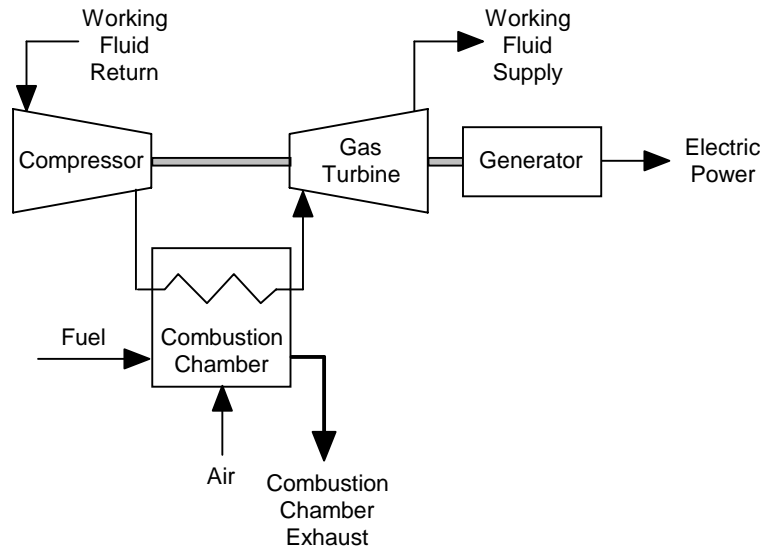 Working
Fluid
Return
Working
Fluid
Supply
Compressor
Gas
Turbine
Generator
Electric
Power
Fuel
Combustion
Chamber
Air
Combustion
Chamber
Exhaust